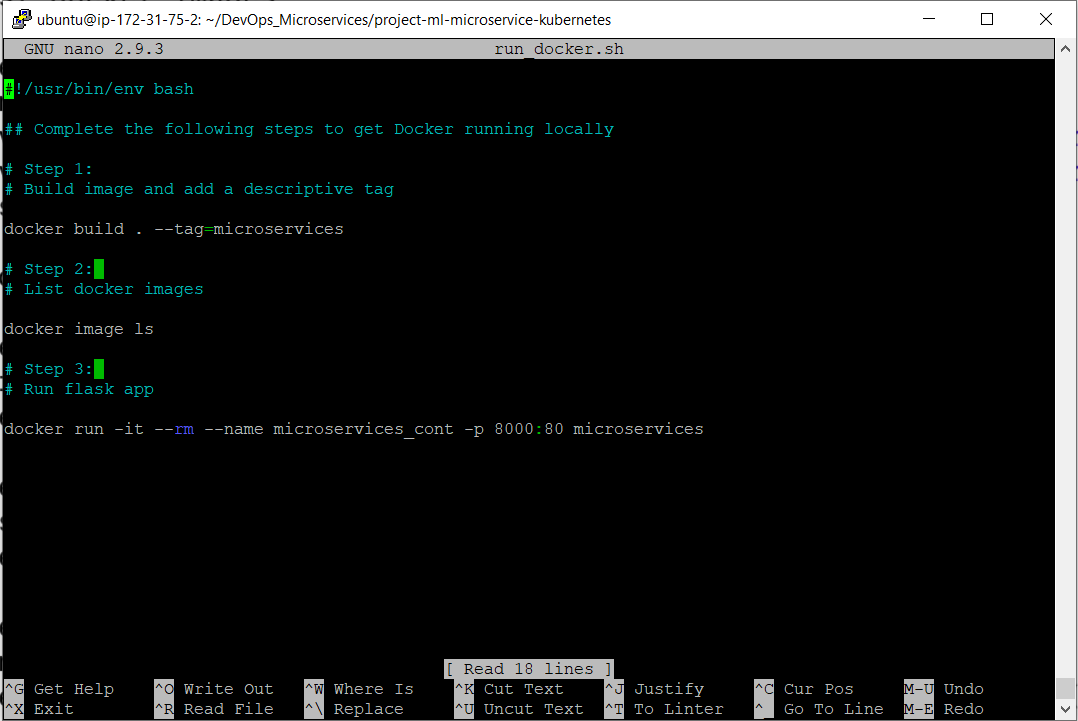 ubuntu@ip-172-31-75-2: ~/DevOps_Microservices/project-ml-microservice-kubernetes
GNU nano 2.9.3 run_docker.sh
#!/usr/bin/env bash
## Complete the following steps to get Docker running locally
# Step 1:
# Build image and add a descriptive tag
docker build . --tag=microservices
# Step 2:
# List docker images
docker image ls
# Step 3:
# Run flask app
docker run -it --rm --name microservices_cont -p 8000:80 microservices
[ Read 18 lines ]
^G Get Help ^O Write Out ^W Where Is ^K Cut Text ^J Justify ^C Cur Pos M-U Undo
^X Exit ^R Read File ^\ Replace ^U Uncut Text ^T To Linter ^_ Go To Line M-E Redo